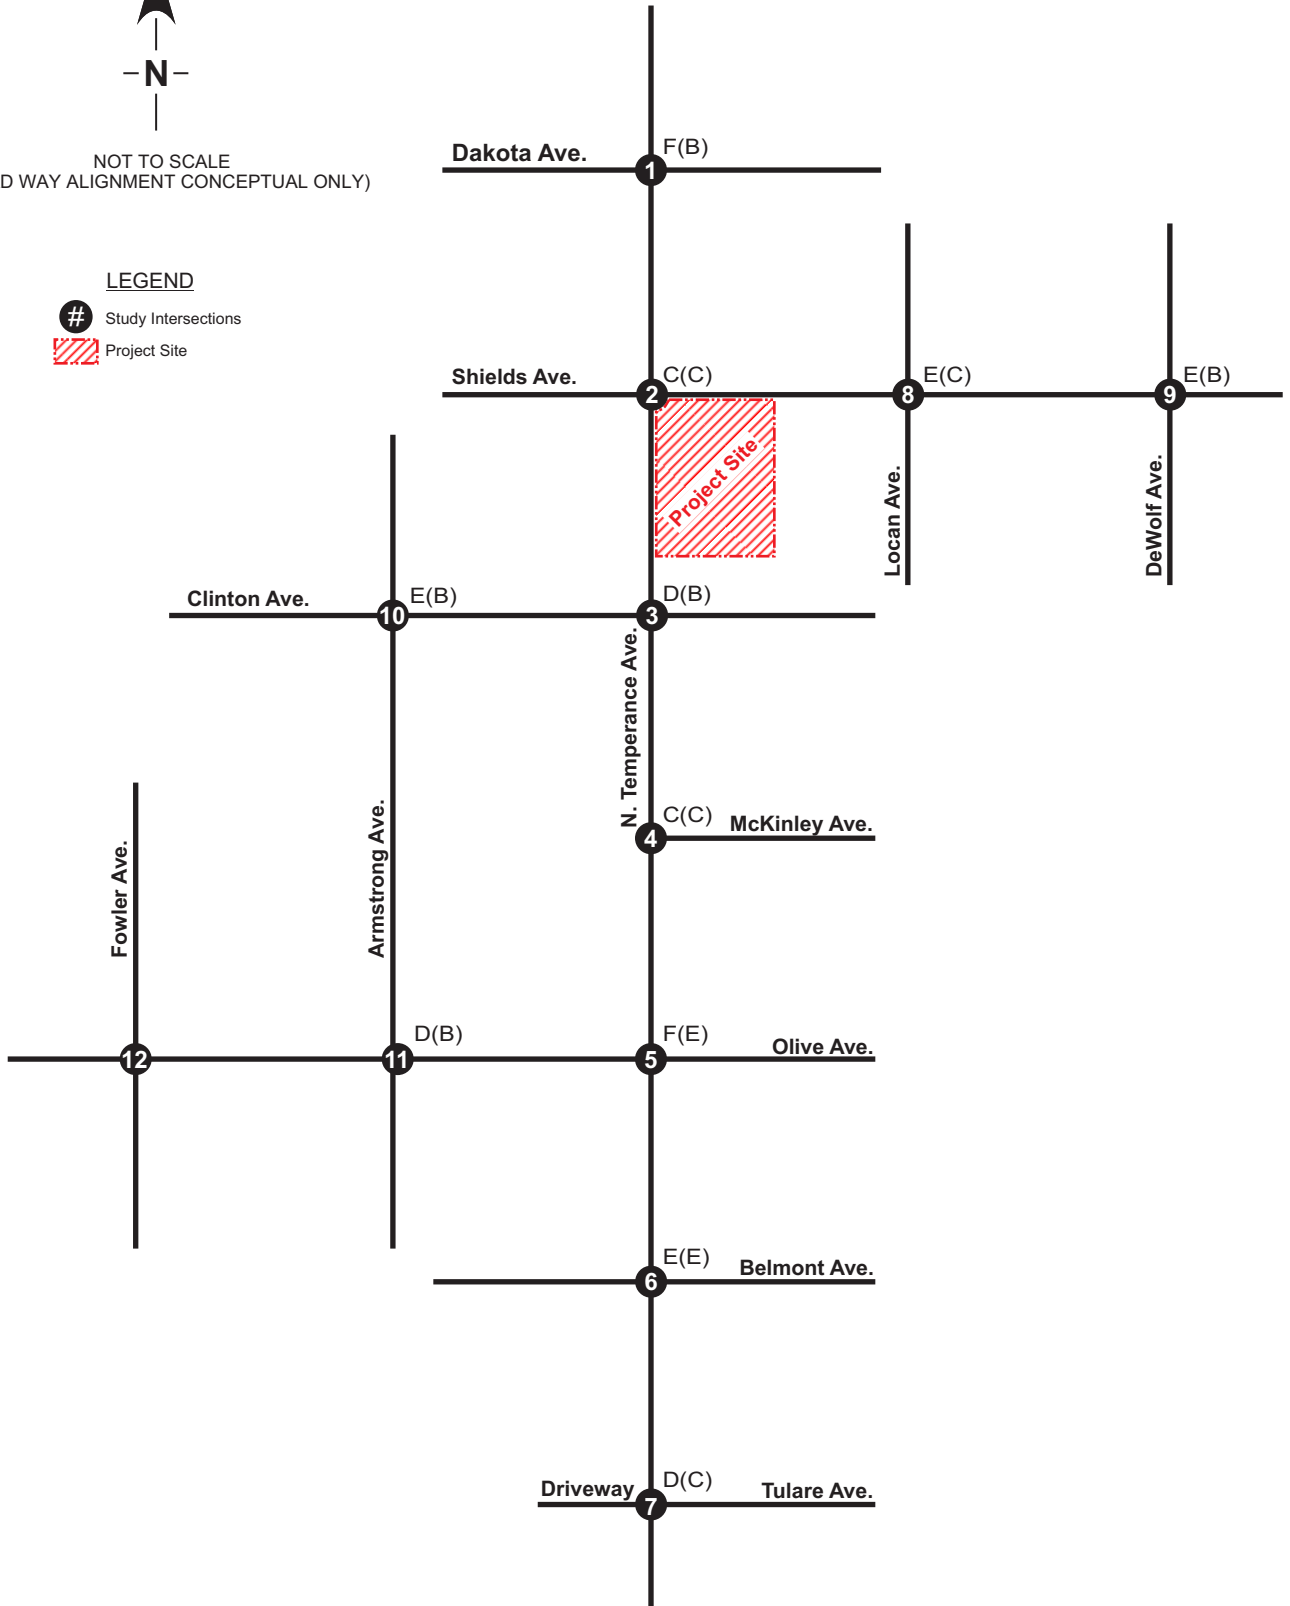 N
NOT TO SCALE
D WAY ALIGNMENT CONCEPTUAL ONLY)
LEGEND
# Study Intersections
Project Site
Dakota Ave.
F(B)
1
Shields Ave.
C(C)
2
E(C)
8
E(B)
9
Project Site
Locan Ave.
DeWolf Ave.
Clinton Ave.
E(B)
10
D(B)
3
N. Temperance Ave.
C(C)
4
McKinley Ave.
Fowler Ave.
Armstrong Ave.
12
D(B)
11
F(E)
5
Olive Ave.
E(E)
6
Belmont Ave.
Driveway
D(C)
7
Tulare Ave.